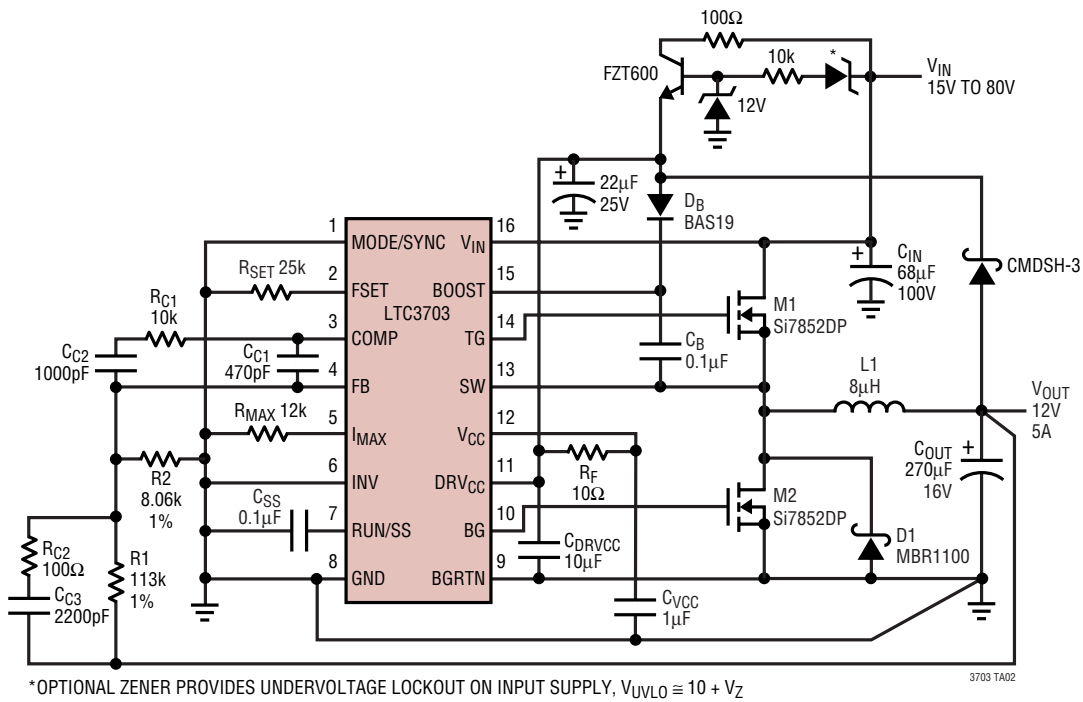 100Ω
FZT600
10k
*
12V
VIN
15V TO 80V
+
22µF
25V
DB
BAS19
1
MODE/SYNC
VIN
16
RSET 25k
2
FSET
BOOST
15
LTC3703
RC1
10k
3
COMP
TG
14
CC2
1000pF
CC1
470pF
4
FB
SW
13
RMAX 12k
5
IMAX
VCC
12
R2
8.06k
1%
6
INV
DRVCC
11
CSS
0.1µF
7
RUN/SS
BG
10
8
GND
BGRTN
9
RC2
100Ω
CC3
2200pF
R1
113k
1%
CB
0.1µF
M1
Si7852DP
+
CIN
68µF
100V
CMDSH-3
L1
8µH
VOUT
12V
5A
RF
10Ω
M2
Si7852DP
COUT
270µF
16V
+
D1
MBR1100
CDRVCC
10µF
CVCC
1µF
3703 TA02
*OPTIONAL ZENER PROVIDES UNDERVOLTAGE LOCKOUT ON INPUT SUPPLY, VUVLO ≅ 10 + VZ